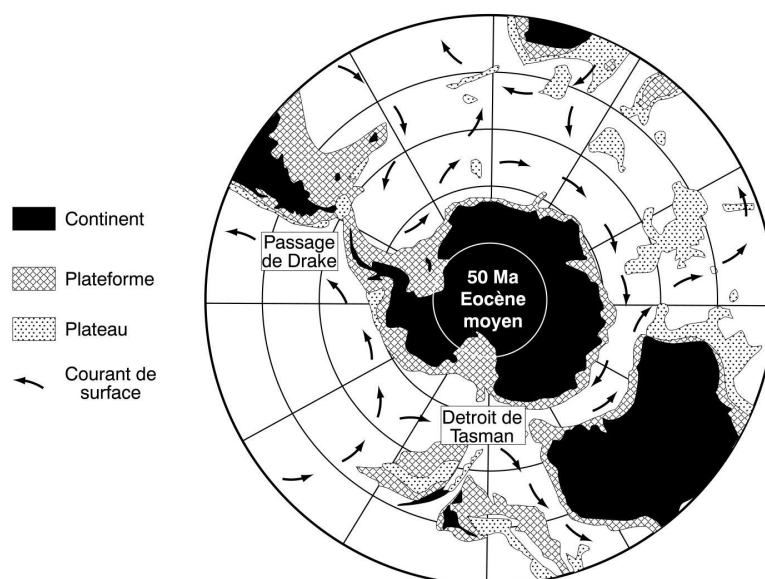 Continent
Plateforme
Plateau
Courant de
surface
Passage
de Drake
50 Ma
Eocène
moyen
Detroit de
Tasman